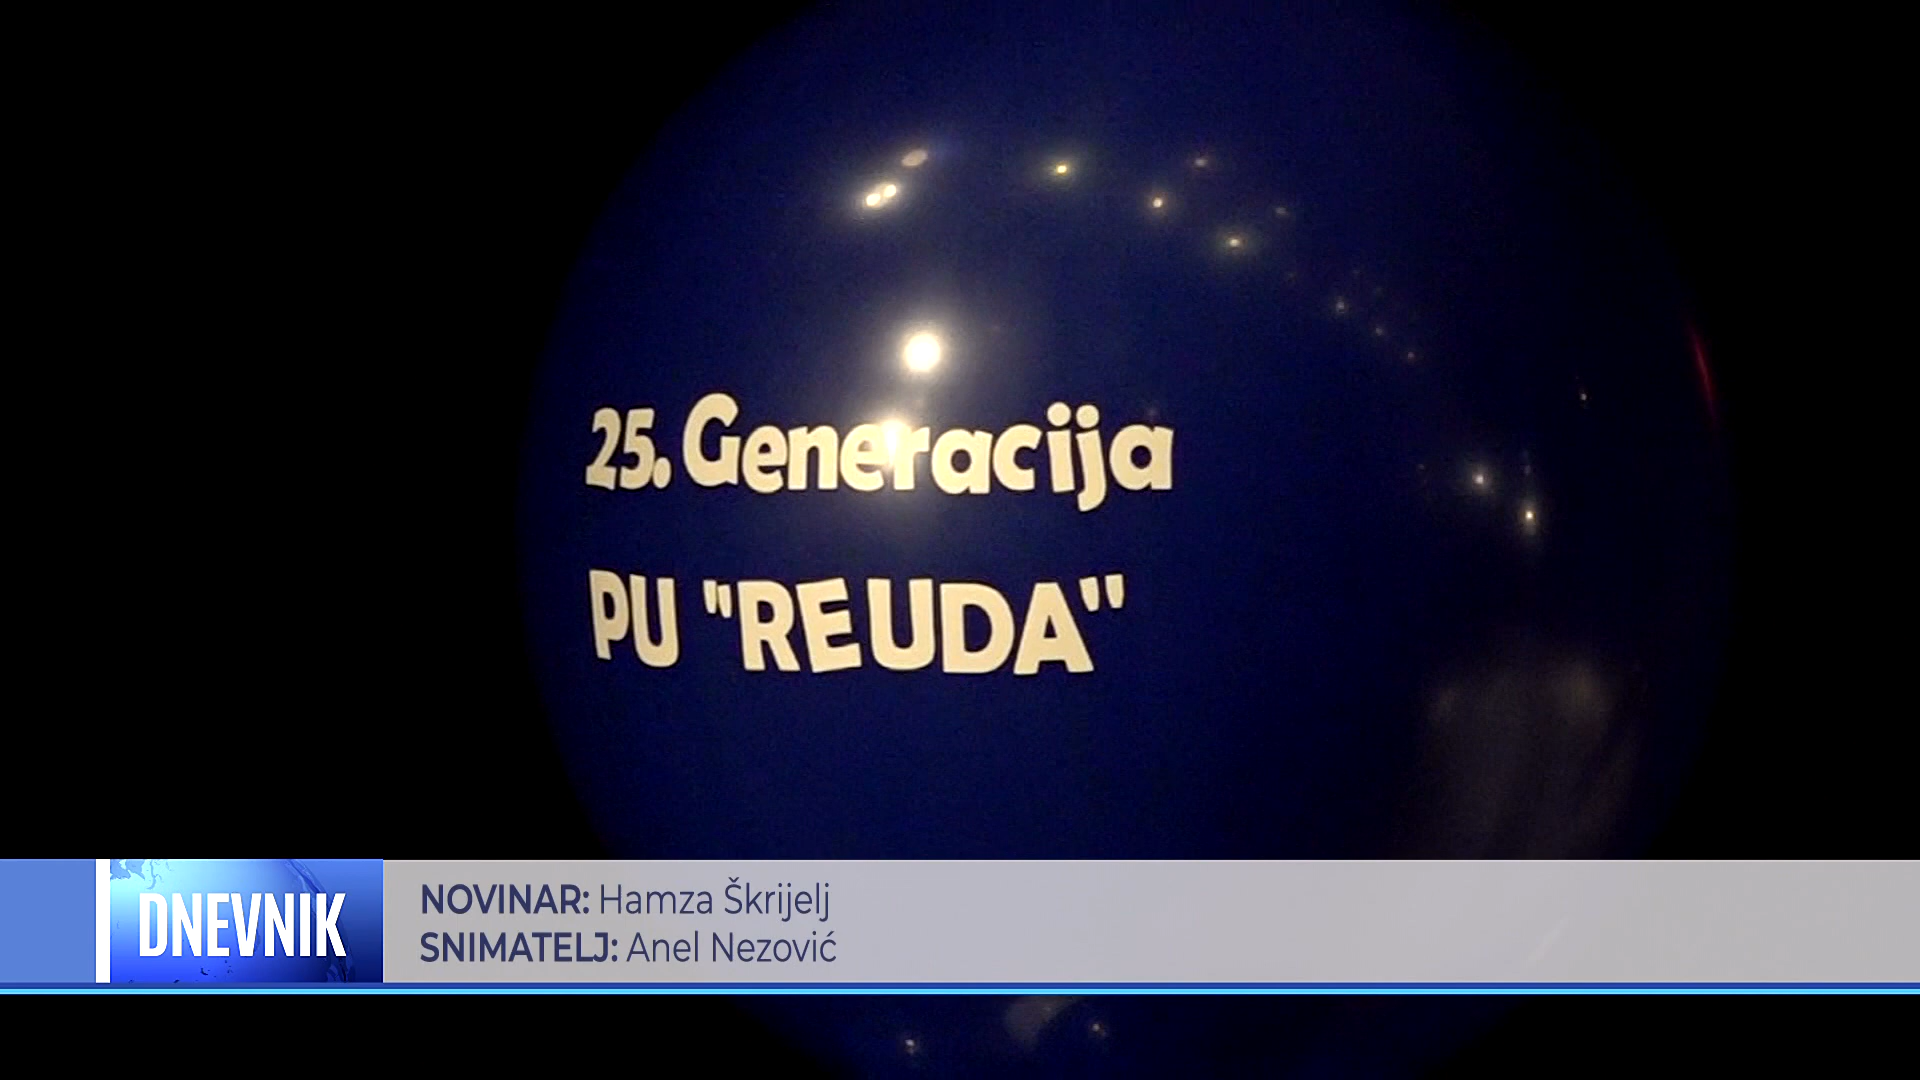 25. Generacija
PU "REUDA"
DNEVNIK
NOVINAR: Hamza Škrijelj
SNIMATELJ: Anel Nezović